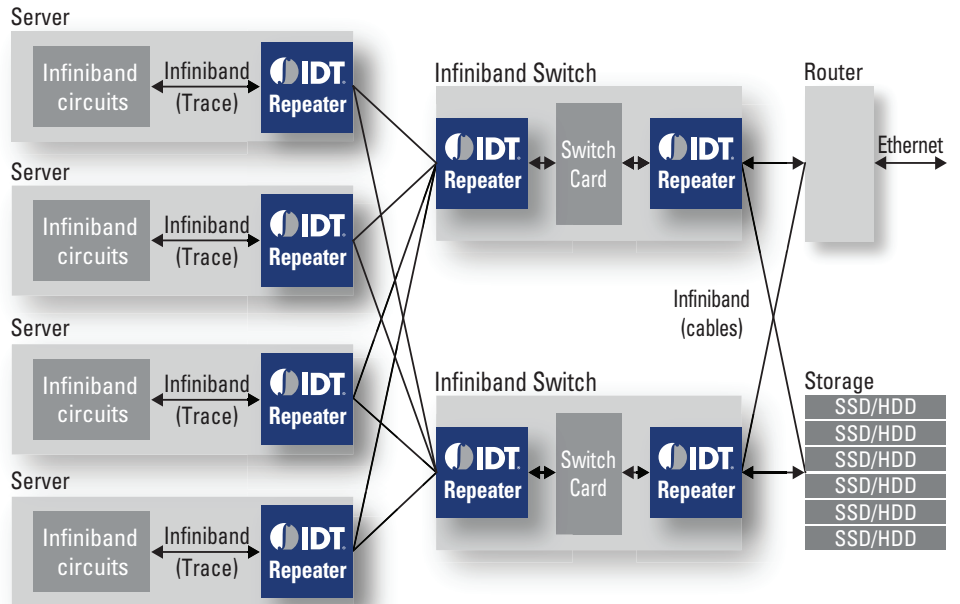 Server
Infiniband
circuits
Infiniband
(Trace)
IDT.
Repeater
Server
Infiniband
circuits
Infiniband
(Trace)
IDT.
Repeater
Server
Infiniband
circuits
Infiniband
(Trace)
IDT.
Repeater
Server
Infiniband
circuits
Infiniband
(Trace)
IDT.
Repeater
Infiniband Switch
IDT.
Repeater
Switch
Card
IDT.
Repeater
Router
Ethernet
Infiniband
(cables)
Infiniband Switch
IDT.
Repeater
Switch
Card
IDT.
Repeater
Storage
SSD/HDD
SSD/HDD
SSD/HDD
SSD/HDD
SSD/HDD
SSD/HDD